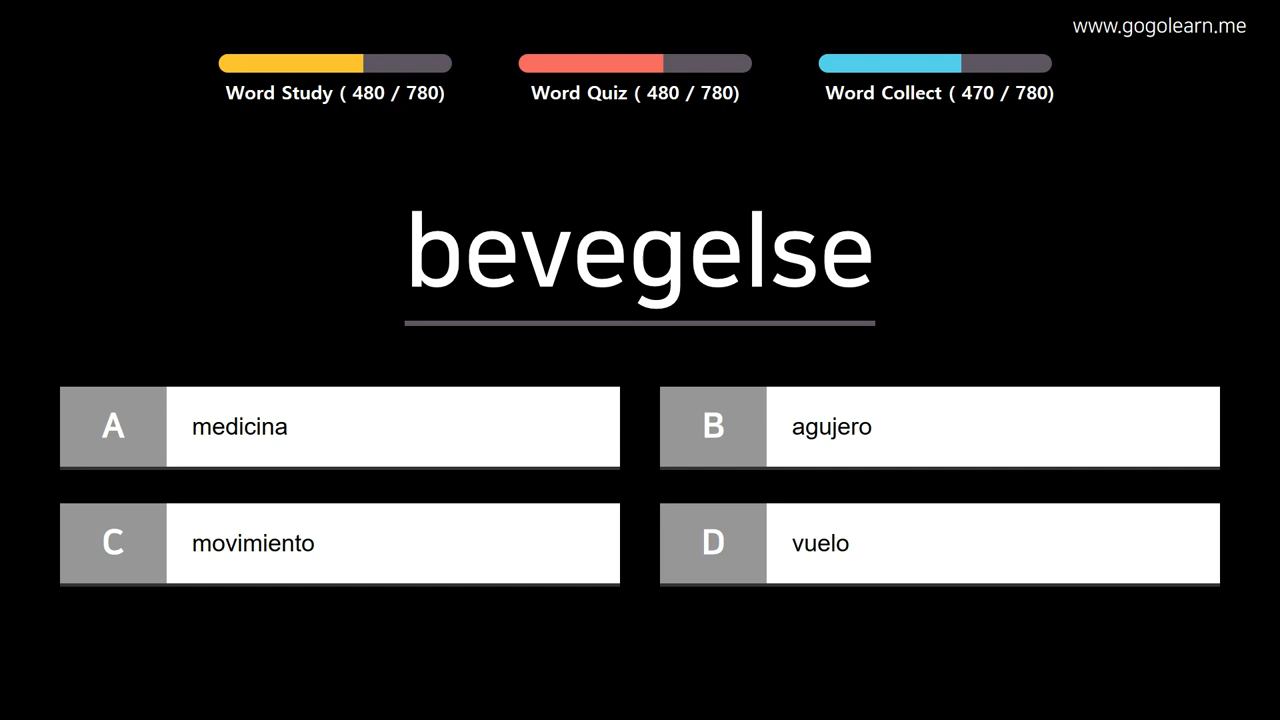 www.gogolearn.me
Word Study ( 480 / 780)
Word Quiz ( 480 / 780)
Word Collect ( 470 / 780)
bevegelse
A medicina
B agujero
C movimiento
D vuelo